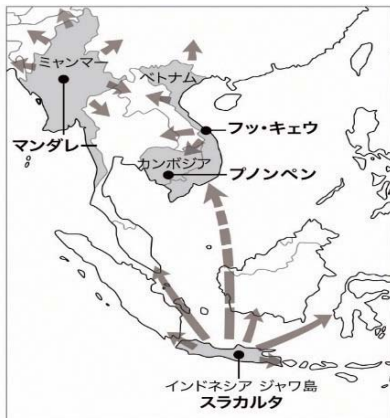 ミャンマー
ベトナム
マンダレー
フッ・キェウ
カンボジア
プノンペン
インドネシア ジャワ島
スラカルタ